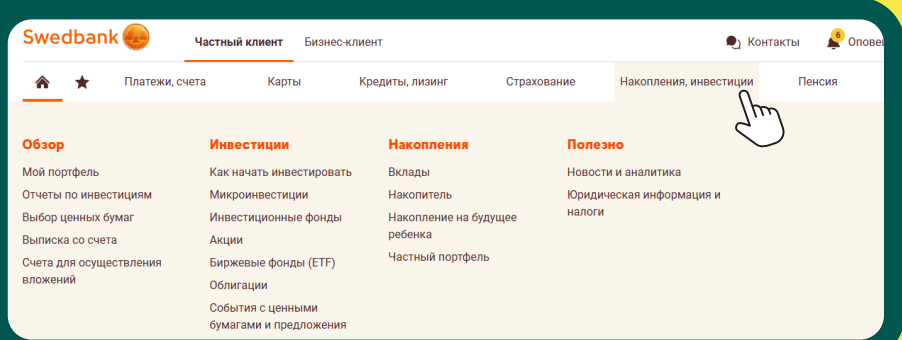 Swedbank
Частный клиент Бизнес-клиент Контакты 6
Платежи, счета Карты Кредиты, лизинг Страхование Накопления, инвестиции Пенсия
Обзор
Мой портфель
Отчеты по инвестициям
Выбор ценных бумаг
Выписка со счета
Счета для осуществления
вложений
Инвестиции
Как начать инвестировать
Микроинвестиции
Инвестиционные фонды
Акции
Биржевые фонды (ETF)
Облигации
События с ценными
бумагами и предложения
Накопления
Вклады
Накопитель
Накопление на будущее
ребенка
Частный портфель
Полезно
Новости и аналитика
Юридическая информация и
налоги